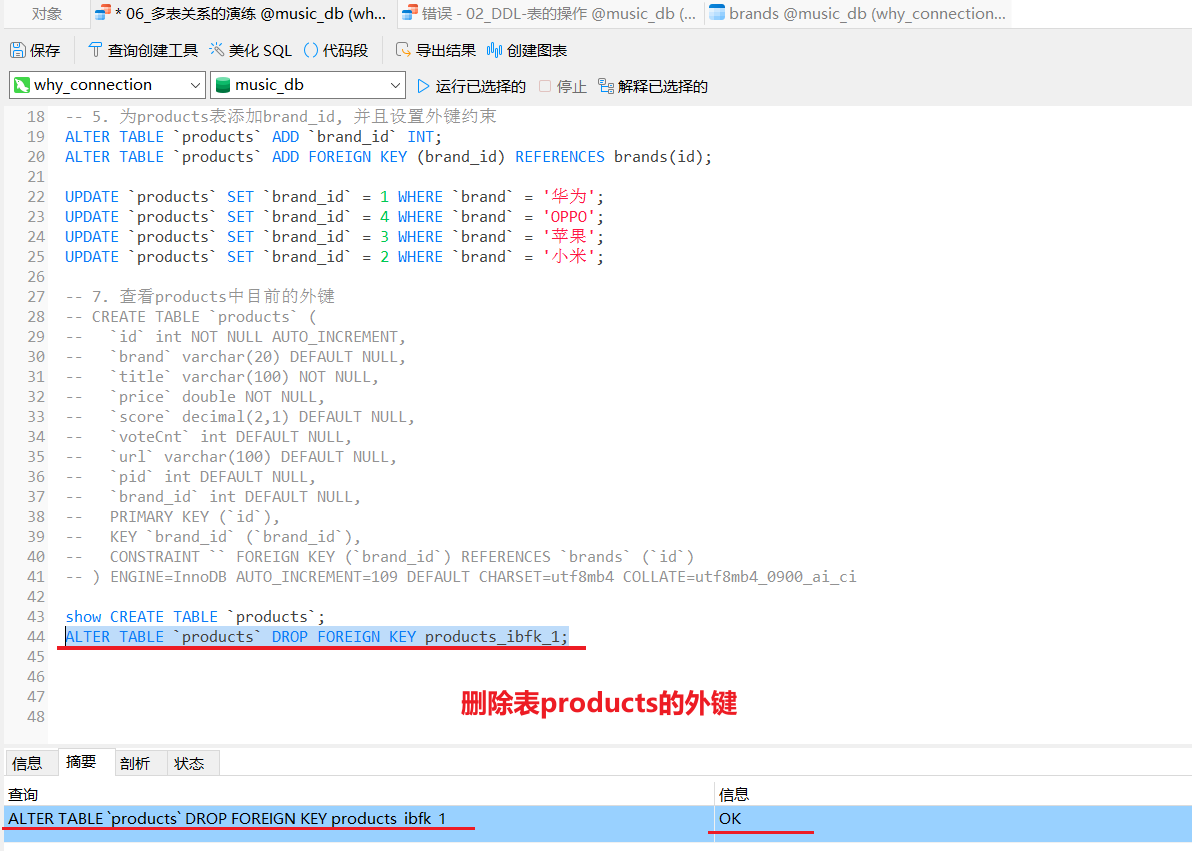 对象 * 06_多表关系的演练 @music_db (wh... 错误 - 02_DDL-表的操作 @music_db (... brands @music_db (why_connection...
保存 查询创建工具 美化 SQL () 代码段 导出结果 创建图表
why_connection music_db 运行已选择的 停止 解释已选择的
18 -- 5. 为products表添加brand_id, 并且设置外键约束
19 ALTER TABLE `products` ADD `brand_id` INT;
20 ALTER TABLE `products` ADD FOREIGN KEY (brand_id) REFERENCES brands(id);
21
22 UPDATE `products` SET `brand_id` = 1 WHERE `brand` = '华为';
23 UPDATE `products` SET `brand_id` = 4 WHERE `brand` = 'OPPO';
24 UPDATE `products` SET `brand_id` = 3 WHERE `brand` = '苹果';
25 UPDATE `products` SET `brand_id` = 2 WHERE `brand` = '小米';
26
27 -- 7. 查看products中目前的外键
28 -- CREATE TABLE `products` (
29 --   `id` int NOT NULL AUTO_INCREMENT,
30 --   `brand` varchar(20) DEFAULT NULL,
31 --   `title` varchar(100) NOT NULL,
32 --   `price` double NOT NULL,
33 --   `score` decimal(2,1) DEFAULT NULL,
34 --   `voteCnt` int DEFAULT NULL,
35 --   `url` varchar(100) DEFAULT NULL,
36 --   `pid` int DEFAULT NULL,
37 --   `brand_id` int DEFAULT NULL,
38 --   PRIMARY KEY (`id`),
39 --   KEY `brand_id` (`brand_id`),
40 --   CONSTRAINT `` FOREIGN KEY (`brand_id`) REFERENCES `brands` (`id`)
41 -- ) ENGINE=InnoDB AUTO_INCREMENT=109 DEFAULT CHARSET=utf8mb4 COLLATE=utf8mb4_0900_ai_ci
42
43 show CREATE TABLE `products`;
44 ALTER TABLE `products` DROP FOREIGN KEY products_ibfk_1;
45
46
47
48
删除表products的外键
信息 摘要 剖析 状态
查询 信息
ALTER TABLE `products` DROP FOREIGN KEY products_ibfk_1 OK